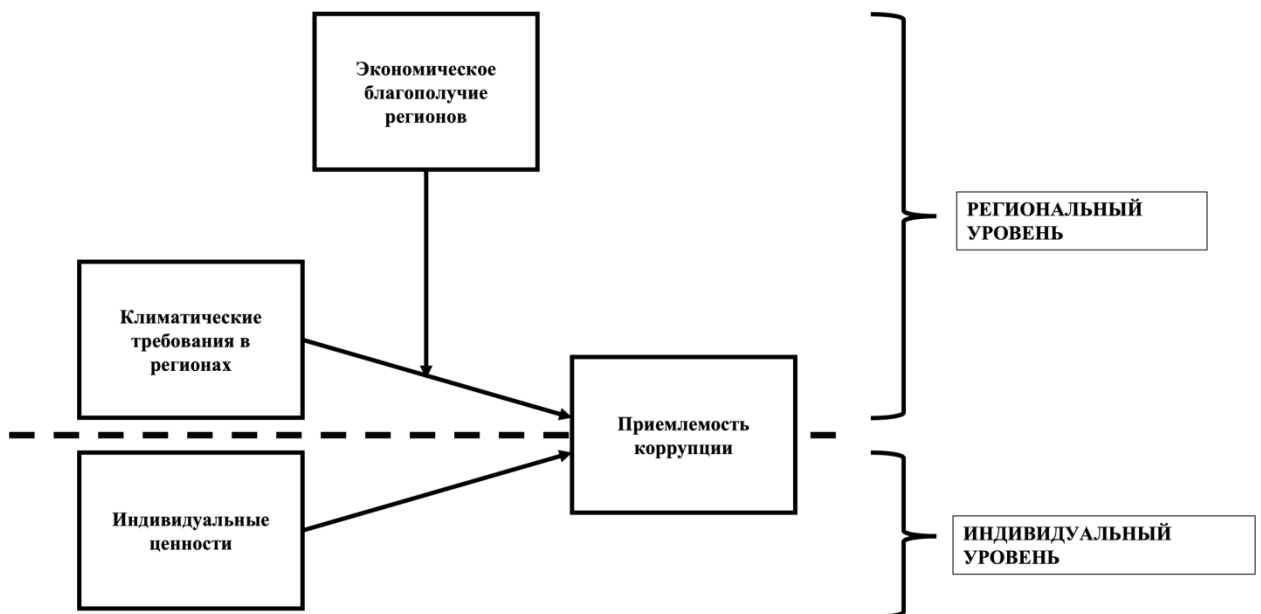 Экономическое
благополучие
регионов
РЕГИОНАЛЬНЫЙ
УРОВЕНЬ
Климатические
требования в
регионах
Приемлемость
коррупции
Индивидуальные
ценности
ИНДИВИДУАЛЬНЫЙ
УРОВЕНЬ